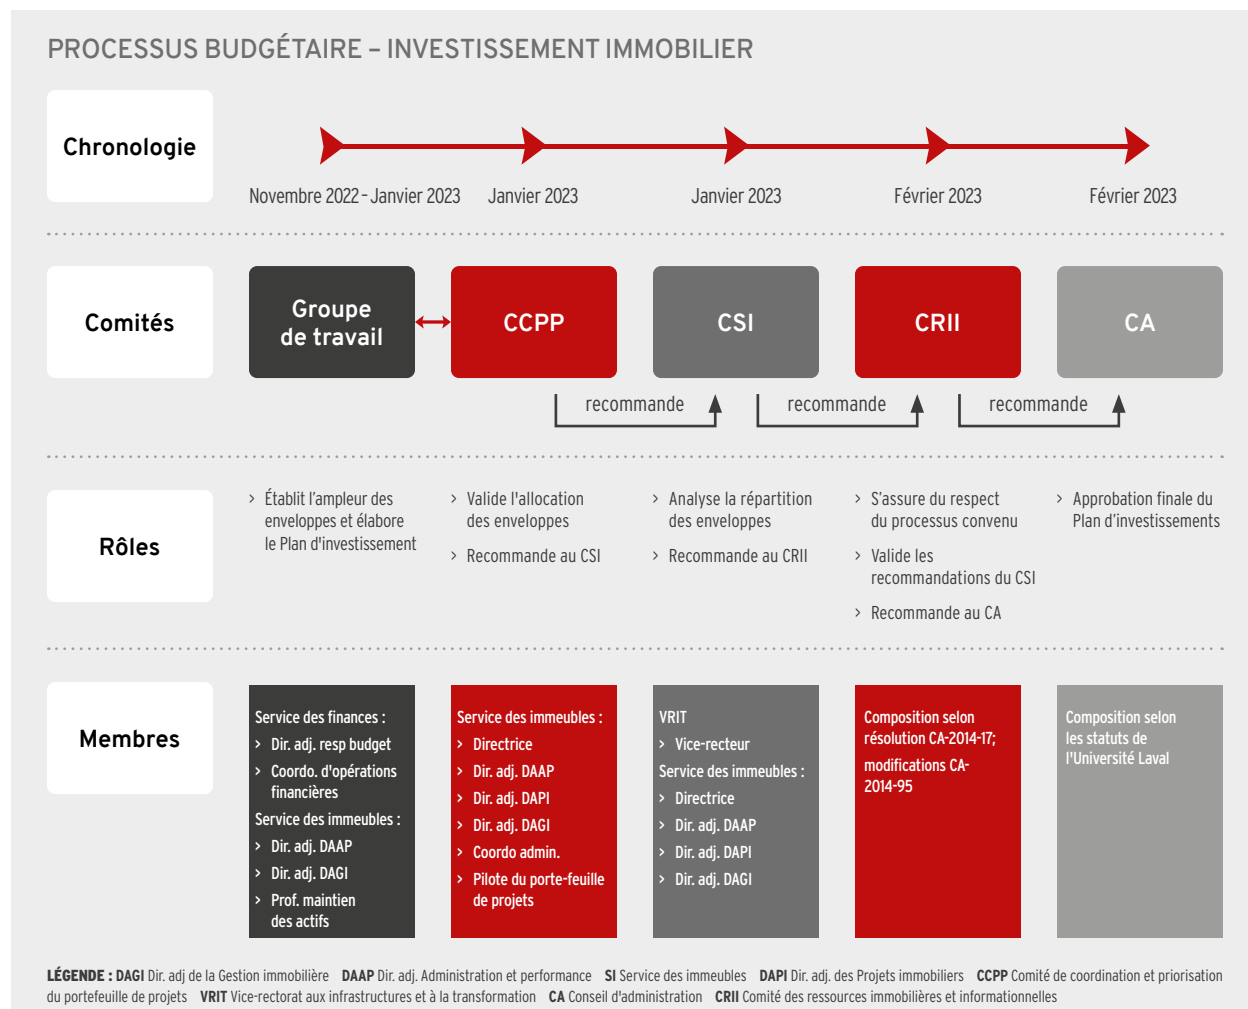 PROCESSUS BUDGÉTAIRE – INVESTISSEMENT IMMOBILIER
Chronologie
Novembre 2022 - Janvier 2023
Janvier 2023
Janvier 2023
Février 2023
Février 2023
Comités
Groupe
de travail
CCPP
CSI
CRII
CA
recommande
recommande
recommande
Rôles
> Établit l'ampleur des
enveloppes et élabore
le Plan d'investissement
> Valide l'allocation
des enveloppes
> Recommande au CSI
> Analyse la répartition
des enveloppes
> Recommande au CRII
> S'assure du respect
du processus convenu
> Valide les
recommandations du CSI
> Recommande au CA
> Approbation finale du
Plan d'investissements
Membres
Service des finances :
> Dir. adj. resp budget
> Coordo. d'opérations
financières
Service des immeubles :
> Dir. adj. DAAP
> Dir. adj. DAGI
> Prof. maintien
des actifs
Service des immeubles :
> Directrice
> Dir. adj. DAAP
> Dir. adj. DAPI
> Dir. adj. DAGI
> Coordo admin.
> Pilote du porte-feuille
de projets
VRIT
> Vice-recteur
Service des immeubles :
> Directrice
> Dir. adj. DAAP
> Dir. adj. DAPI
> Dir. adj. DAGI
Composition selon
résolution CA-2014-17;
modifications CA-
2014-95
Composition selon
les statuts de
l'Université Laval
LÉGENDE : DAGI Dir. adj de la Gestion immobilière DAAP Dir. adj. Administration et performance SI Service des immeubles DAPI Dir. adj. des Projets immobiliers CCPP Comité de coordination et priorisation
du portefeuille de projets VRIT Vice-rectorat aux infrastructures et à la transformation CA Conseil d'administration CRII Comité des ressources immobilières et informationnelles